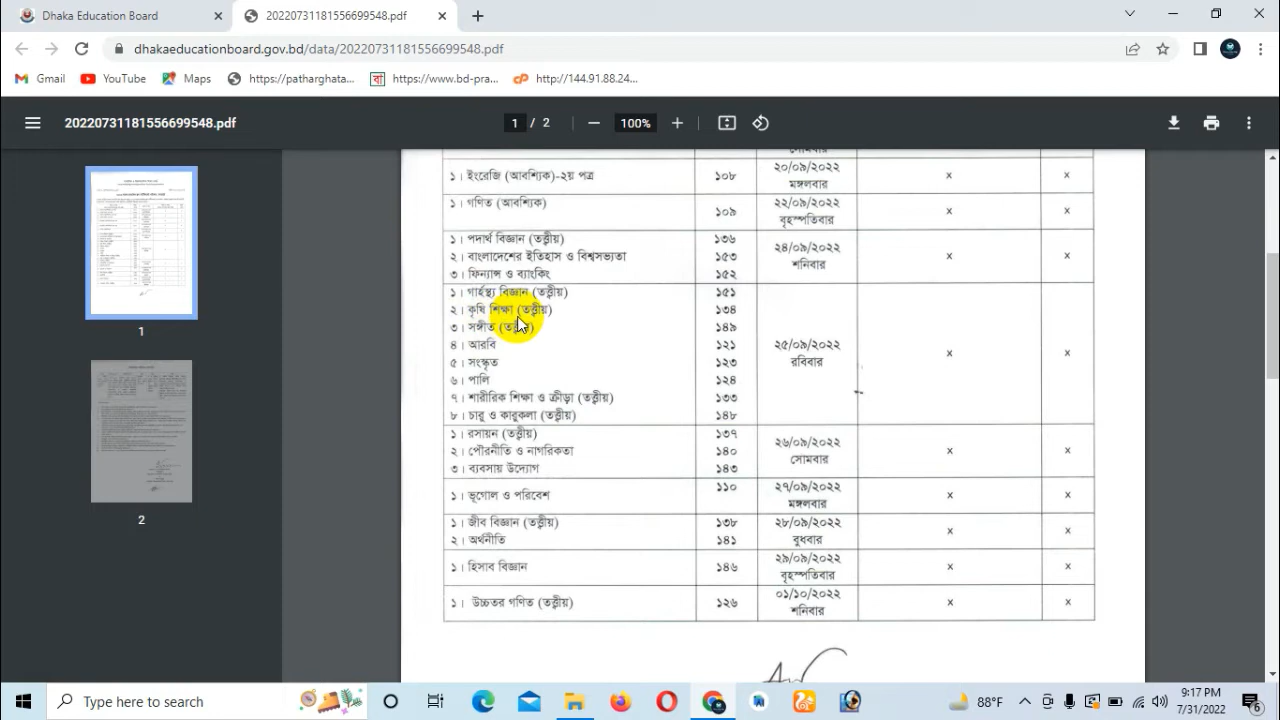 Dhaka Education Board
20220731181556699548.pdf
dhakaeducationboard.gov.bd/data/20220731181556699548.pdf
Gmail
YouTube
Maps
https://patharghata...
https://www.bd-pra...
http://144.91.88.24...
20220731181556699548.pdf
1 / 2
100%
1
2
সোমবার
১। ইংরেজি (আবশ্যিক)-২য় পত্র ১০৮ ২০/০৯/২০২২ মঙ্গলবার x x
১। গণিত (আবশ্যিক) ১০৯ ২২/০৯/২০২২ বৃহস্পতিবার x x
১। পদার্থ বিজ্ঞান (তত্ত্বীয়) ১৩৬
২। বাংলাদেশের ইতিহাস ও বিশ্বসভ্যতা ১৫৩ ২৪/০৯/২০২২ শনিবার x x
৩। ফিন্যান্স ও ব্যাংকিং ১৫২
১। গার্হস্থ্য বিজ্ঞান (তত্ত্বীয়) ১৫১
২। কৃষি শিক্ষা (তত্ত্বীয়) ১৩৪
৩। সঙ্গীত (তত্ত্বীয়) ১৪৯
৪। আরবি ১২১ ২৫/০৯/২০২২ রবিবার x x
৫। সংস্কৃত ১২৩
৬। পালি ১২৪
৭। শারীরিক শিক্ষা ও ক্রীড়া (তত্ত্বীয়) ১৩৩
৮। চারু ও কারুকলা (তত্ত্বীয়) ১৪৮
১। রসায়ন (তত্ত্বীয়) ১৩৭
২। পৌরনীতি ও নাগরিকতা ১৪০ ২৬/০৯/২০২২ সোমবার x x
৩। ব্যবসায় উদ্যোগ ১৪৩
১। ভূগোল ও পরিবেশ ১১০ ২৭/০৯/২০২২ মঙ্গলবার x x
১। জীব বিজ্ঞান (তত্ত্বীয়) ১৩৮ ২৮/০৯/২০২২ বুধবার x x
২। অর্থনীতি ১৪১
১। হিসাব বিজ্ঞান ১৪৬ ২৯/০৯/২০২২ বৃহস্পতিবার x x
১। উচ্চতর গণিত (তত্ত্বীয়) ১২৬ ০১/১০/২০২২ শনিবার x x
Type here to search
88°F
9:17 PM
7/31/2022
6